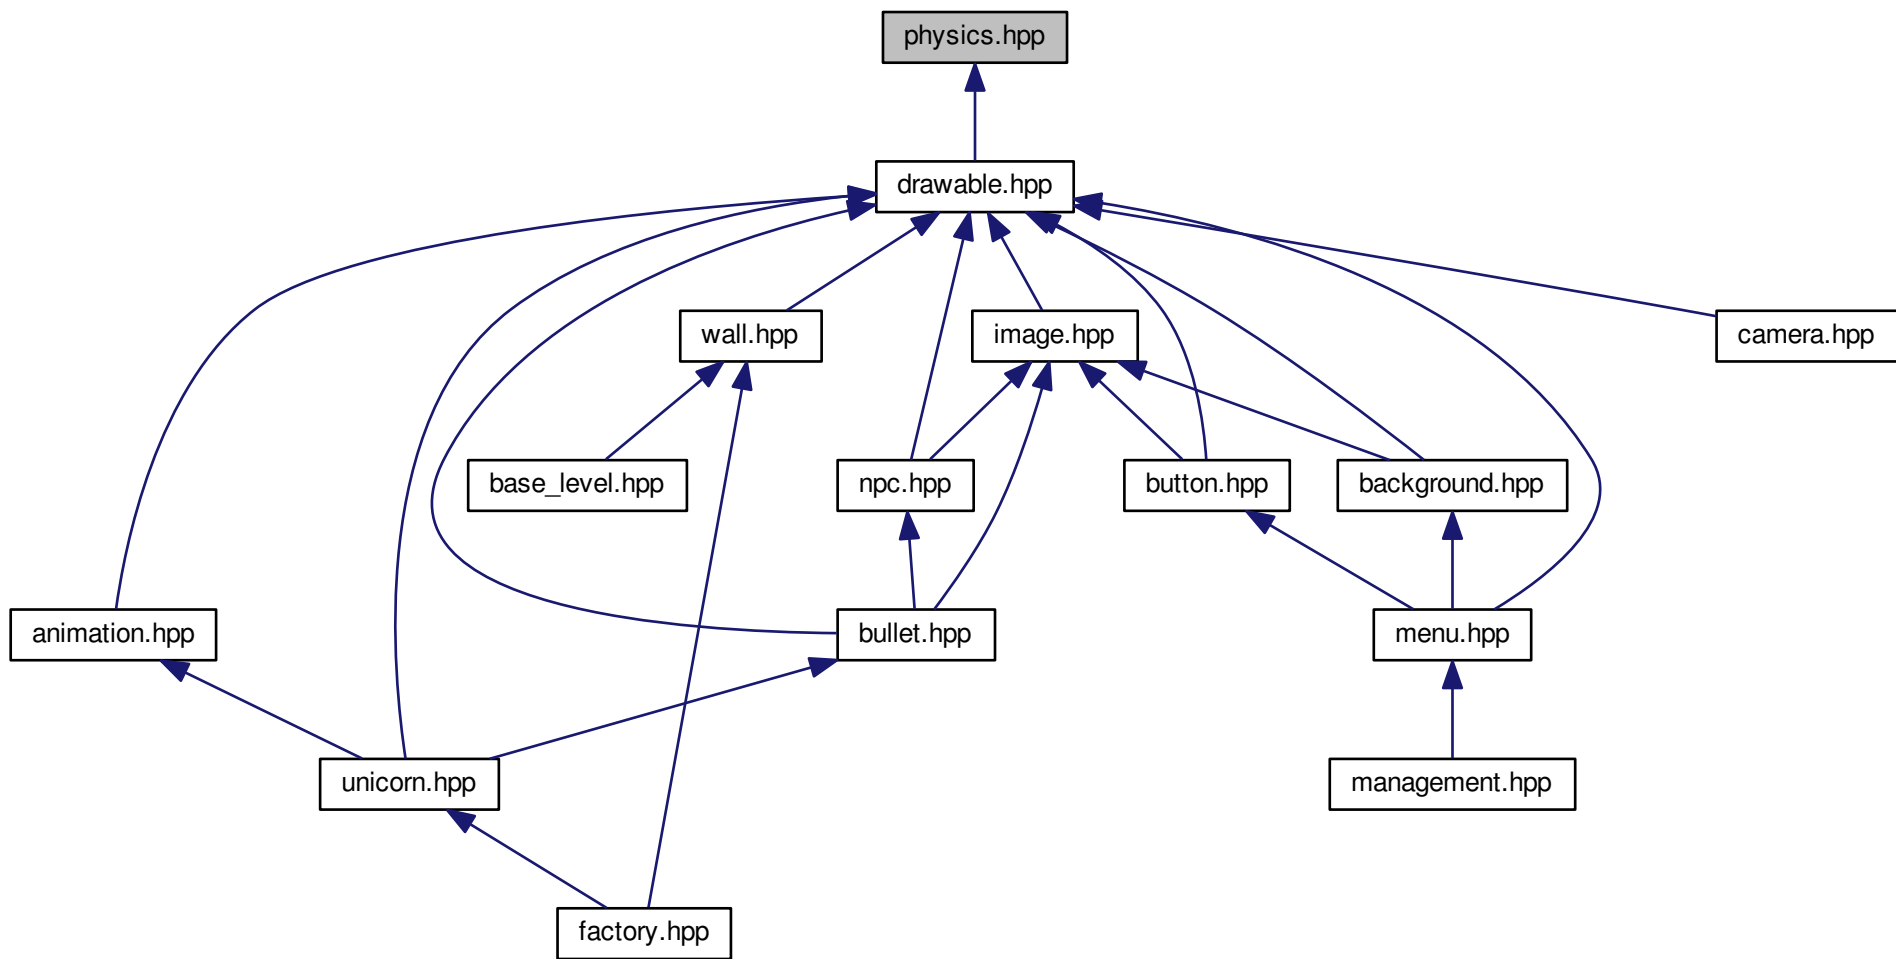 physics.hpp
drawable.hpp
wall.hpp
image.hpp
camera.hpp
base_level.hpp
npc.hpp
button.hpp
background.hpp
animation.hpp
bullet.hpp
menu.hpp
unicorn.hpp
management.hpp
factory.hpp